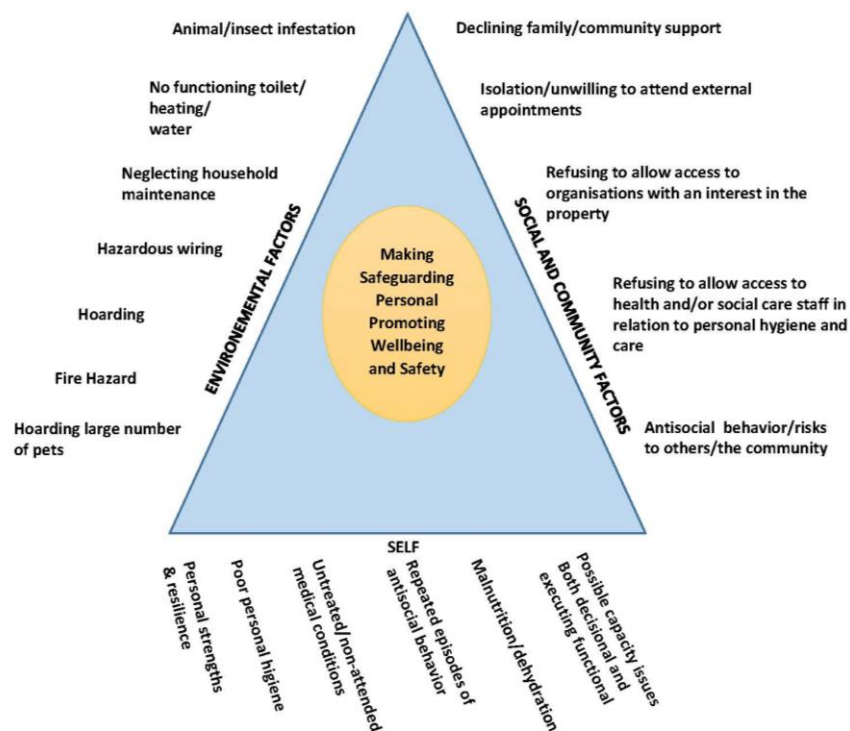 Animal/insect infestation
No functioning toilet/
heating/
water
Neglecting household
maintenance
Hazardous wiring
Hoarding
Fire Hazard
Hoarding large number
of pets
ENVIRONEMENTAL FACTORS
Making
Safeguarding
Personal
Promoting
Wellbeing
and Safety
SOCIAL AND COMMUNITY FACTORS
Declining family/community support
Isolation/unwilling to attend external
appointments
Refusing to allow access to
organisations with an interest in the
property
Refusing to allow access to
health and/or social care staff in
relation to personal hygiene and
care
Antisocial behavior/risks
to others/the community
SELF
Personal strengths
& resilience
Poor personal higiene
Untreated/non-attended
medical conditions
Repeated episodes of
antisocial behavior
Malnutrition/dehydration
Possible capacity issues
Both decisional and
executing functional